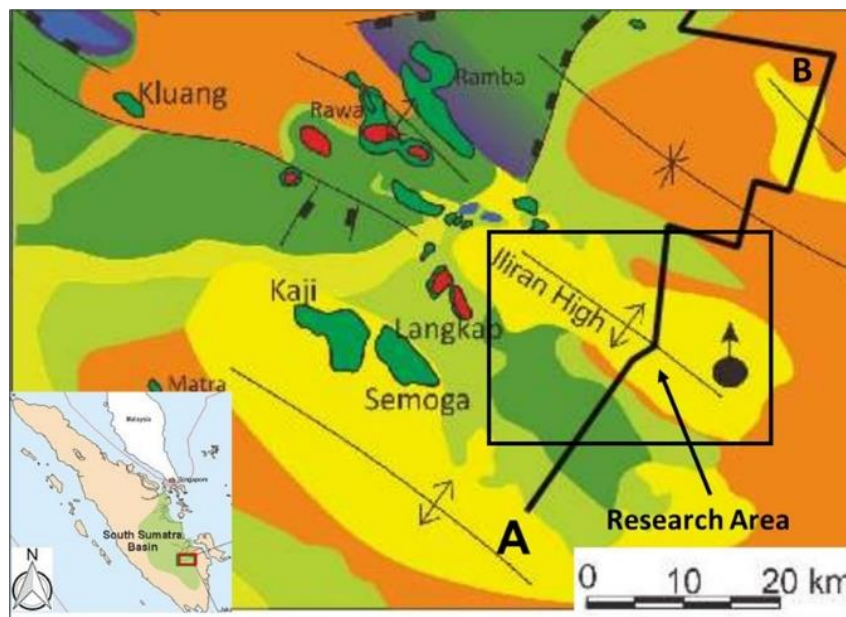 Kluang
Rawa
Ramba
B
Jliran High
Kaji
Langkap
Semoga
Matra
A
Research Area
Malaysia
Singapore
South Sumatra
Basin
N
0 10 20 km